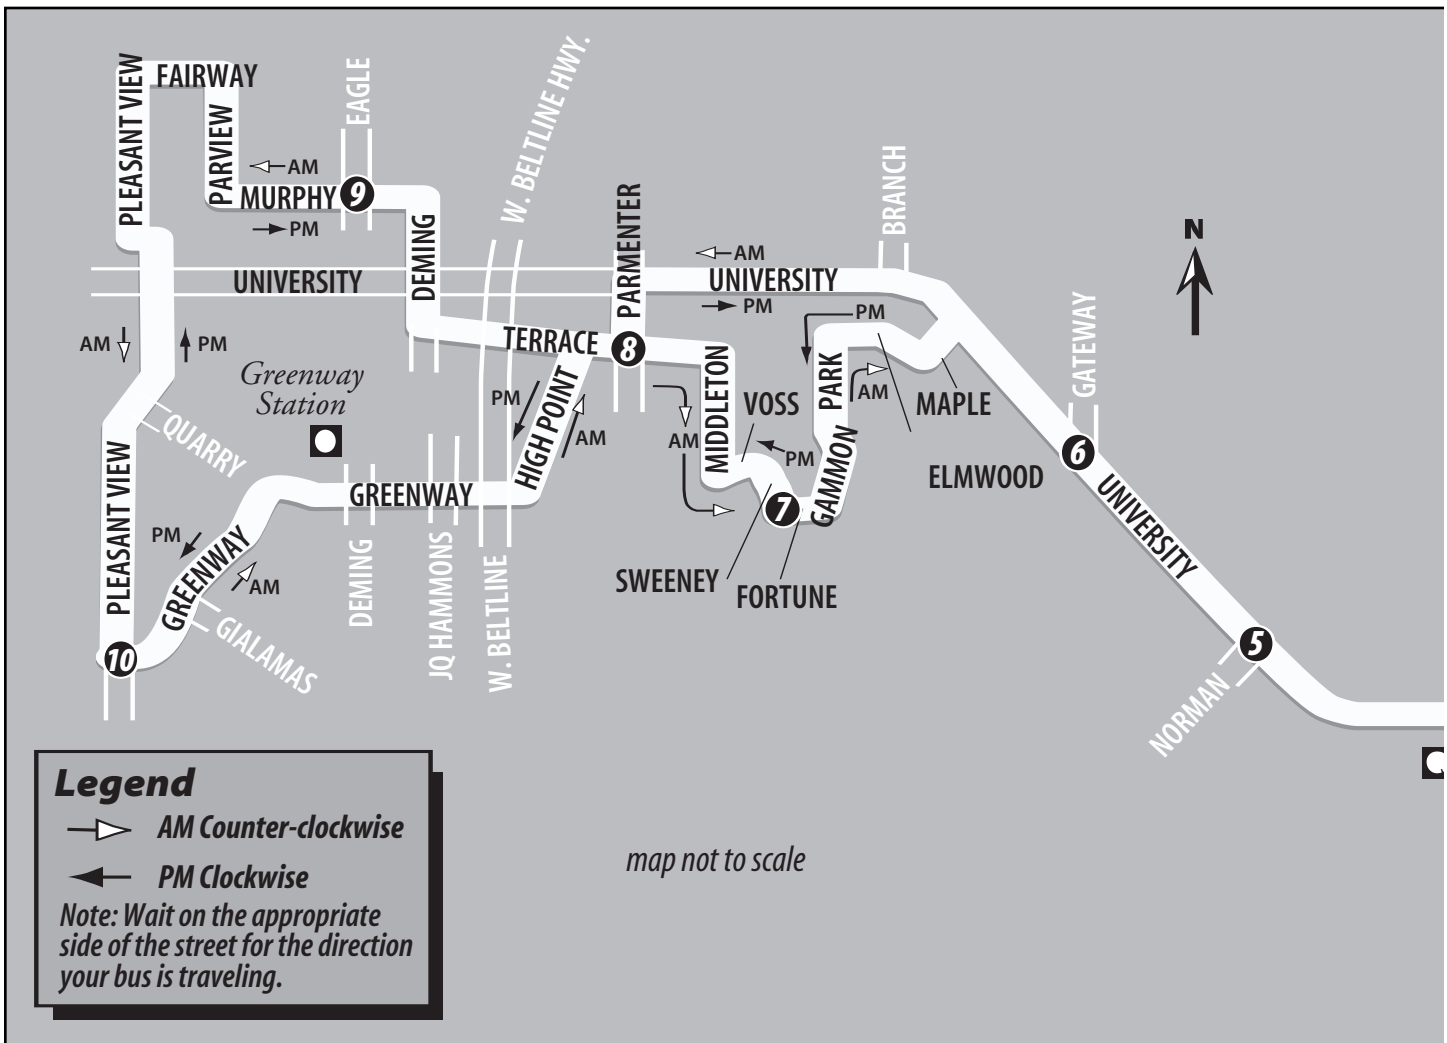 FAIRWAY
PLEASANT VIEW
PARVIEW
EAGLE
W. BELTLINE HWY.
AM
MURPHY
9
PM
DEMING
UNIVERSITY
PARMENTER
BRANCH
AM
UNIVERSITY
PM
N
GATEWAY
AM
PM
TERRACE
8
PM
Greenway
Station
PM
HIGH POINT
AM
MIDDLETON
AM
VOSS
PM
PARK
AM
MAPLE
GAMMON
7
ELMWOOD
6
UNIVERSITY
QUARRY
PLEASANT VIEW
GREENWAY
PM
GREENWAY
AM
GIALAMAS
DEMING
JQ HAMMONS
W. BELTLINE
SWEENEY
FORTUNE
5
NORMAN
10
Legend
AM Counter-clockwise
PM Clockwise
Note: Wait on the appropriate
side of the street for the direction
your bus is traveling.
map not to scale